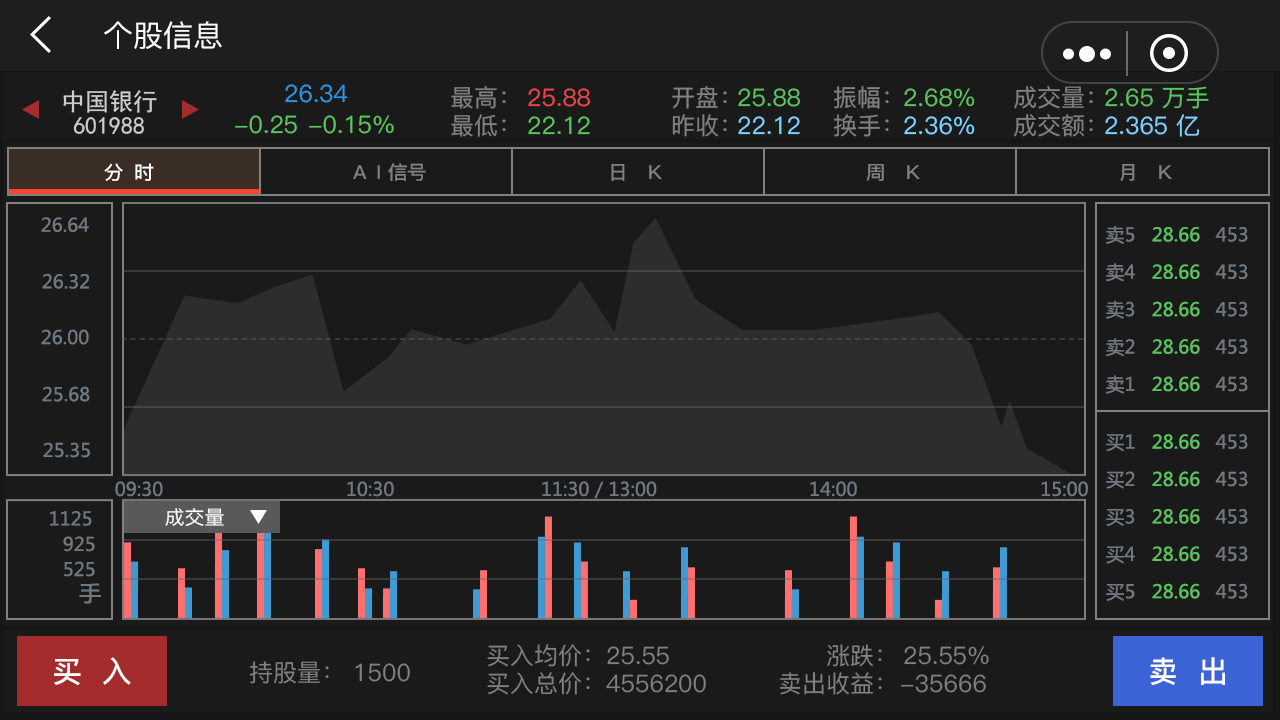 个股信息
中国银行
601988
26.34
−0.25 −0.15%
最高： 25.88
最低： 22.12
开盘：25.88
昨收：22.12
振幅：2.68%
换手：2.36%
成交量：2.65 万手
成交额：2.365 亿
分 时
A I 信号
日 K
周 K
月 K
26.64
26.32
26.00
25.68
25.35
09:30
10:30
11:30 / 13:00
14:00
15:00
卖5 28.66 453
卖4 28.66 453
卖3 28.66 453
卖2 28.66 453
卖1 28.66 453
买1 28.66 453
买2 28.66 453
买3 28.66 453
买4 28.66 453
买5 28.66 453
1125
925
525
手
成交量 ▼
买 入
持股量： 1500
买入均价：25.55
买入总价：4556200
涨跌： 25.55%
卖出收益：−35666
卖 出